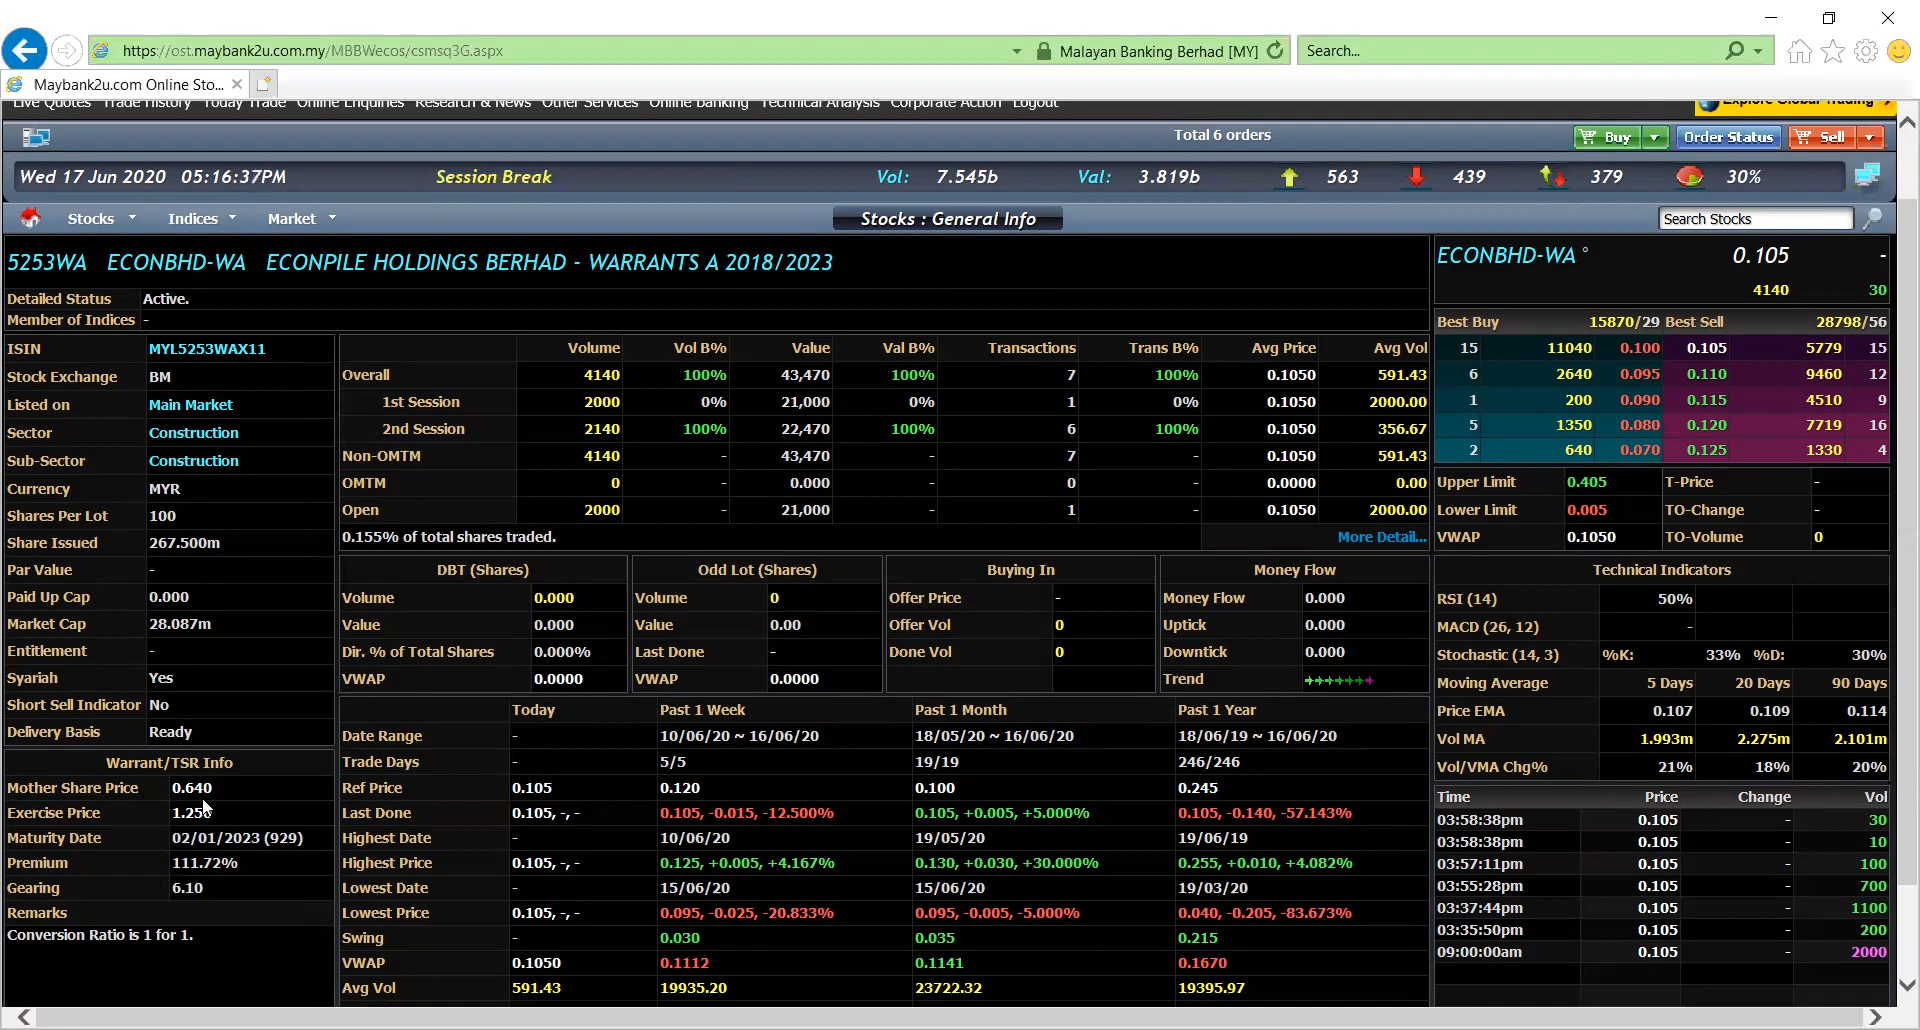 https://ost.maybank2u.com.my/MBBWecos/csmsq3G.aspx Malayan Banking Berhad [MY] Search...
Maybank2u.com Online Sto...
Live Quotes Trade History Today Trade Online Enquiries Research & News Other Services Online Banking Technical Analysis Corporate Action Logout Explore Global Trading
Total 6 orders Buy Order Status Sell
Wed 17 Jun 2020 05:16:37PM Session Break Vol: 7.545b Val: 3.819b 563 439 379 30%
Stocks Indices Market Stocks : General Info Search Stocks
5253WA ECONBHD-WA ECONPILE HOLDINGS BERHAD - WARRANTS A 2018/2023
Detailed Status Active.
Member of Indices -
ISIN MYL5253WAX11
Stock Exchange BM
Listed on Main Market
Sector Construction
Sub-Sector Construction
Currency MYR
Shares Per Lot 100
Share Issued 267.500m
Par Value -
Paid Up Cap 0.000
Market Cap 28.087m
Entitlement -
Syariah Yes
Short Sell Indicator No
Delivery Basis Ready
Warrant/TSR Info
Mother Share Price 0.640
Exercise Price 1.25
Maturity Date 02/01/2023 (929)
Premium 111.72%
Gearing 6.10
Remarks
Conversion Ratio is 1 for 1.
Volume Vol B% Value Val B% Transactions Trans B% Avg Price Avg Vol
Overall 4140 100% 43,470 100% 7 100% 0.1050 591.43
1st Session 2000 0% 21,000 0% 1 0% 0.1050 2000.00
2nd Session 2140 100% 22,470 100% 6 100% 0.1050 356.67
Non-OMTM 4140 - 43,470 - 7 - 0.1050 591.43
OMTM 0 - 0.000 - 0 - 0.0000 0.00
Open 2000 - 21,000 - 1 - 0.1050 2000.00
0.155% of total shares traded. More Detail...
DBT (Shares) Odd Lot (Shares) Buying In Money Flow
Volume 0.000 Volume 0 Offer Price - Money Flow 0.000
Value 0.000 Value 0.00 Offer Vol 0 Uptick 0.000
Dir. % of Total Shares 0.000% Last Done - Done Vol 0 Downtick 0.000
VWAP 0.0000 VWAP 0.0000 Trend
Today Past 1 Week Past 1 Month Past 1 Year
Date Range - 10/06/20 ~ 16/06/20 18/05/20 ~ 16/06/20 18/06/19 ~ 16/06/20
Trade Days - 5/5 19/19 246/246
Ref Price 0.105 0.120 0.100 0.245
Last Done 0.105, -, - 0.105, -0.015, -12.500% 0.105, +0.005, +5.000% 0.105, -0.140, -57.143%
Highest Date - 10/06/20 19/05/20 19/06/19
Highest Price 0.105, -, - 0.125, +0.005, +4.167% 0.130, +0.030, +30.000% 0.255, +0.010, +4.082%
Lowest Date - 15/06/20 15/06/20 19/03/20
Lowest Price 0.105, -, - 0.095, -0.025, -20.833% 0.095, -0.005, -5.000% 0.040, -0.205, -83.673%
Swing - 0.030 0.035 0.215
VWAP 0.1050 0.1112 0.1141 0.1670
Avg Vol 591.43 19935.20 23722.32 19395.97
ECONBHD-WA ° 0.105 -
4140 30
Best Buy 15870/29 Best Sell 28798/56
15 11040 0.100 0.105 5779 15
6 2640 0.095 0.110 9460 12
1 200 0.090 0.115 4510 9
5 1350 0.080 0.120 7719 16
2 640 0.070 0.125 1330 4
Upper Limit 0.405 T-Price -
Lower Limit 0.005 TO-Change -
VWAP 0.1050 TO-Volume 0
Technical Indicators
RSI (14) 50%
MACD (26, 12) -
Stochastic (14, 3) %K: 33% %D: 30%
Moving Average 5 Days 20 Days 90 Days
Price EMA 0.107 0.109 0.114
Vol MA 1.993m 2.275m 2.101m
Vol/VMA Chg% 21% 18% 20%
Time Price Change Vol
03:58:38pm 0.105 - 30
03:58:38pm 0.105 - 10
03:57:11pm 0.105 - 100
03:55:28pm 0.105 - 700
03:37:44pm 0.105 - 1100
03:35:50pm 0.105 - 200
09:00:00am 0.105 - 2000